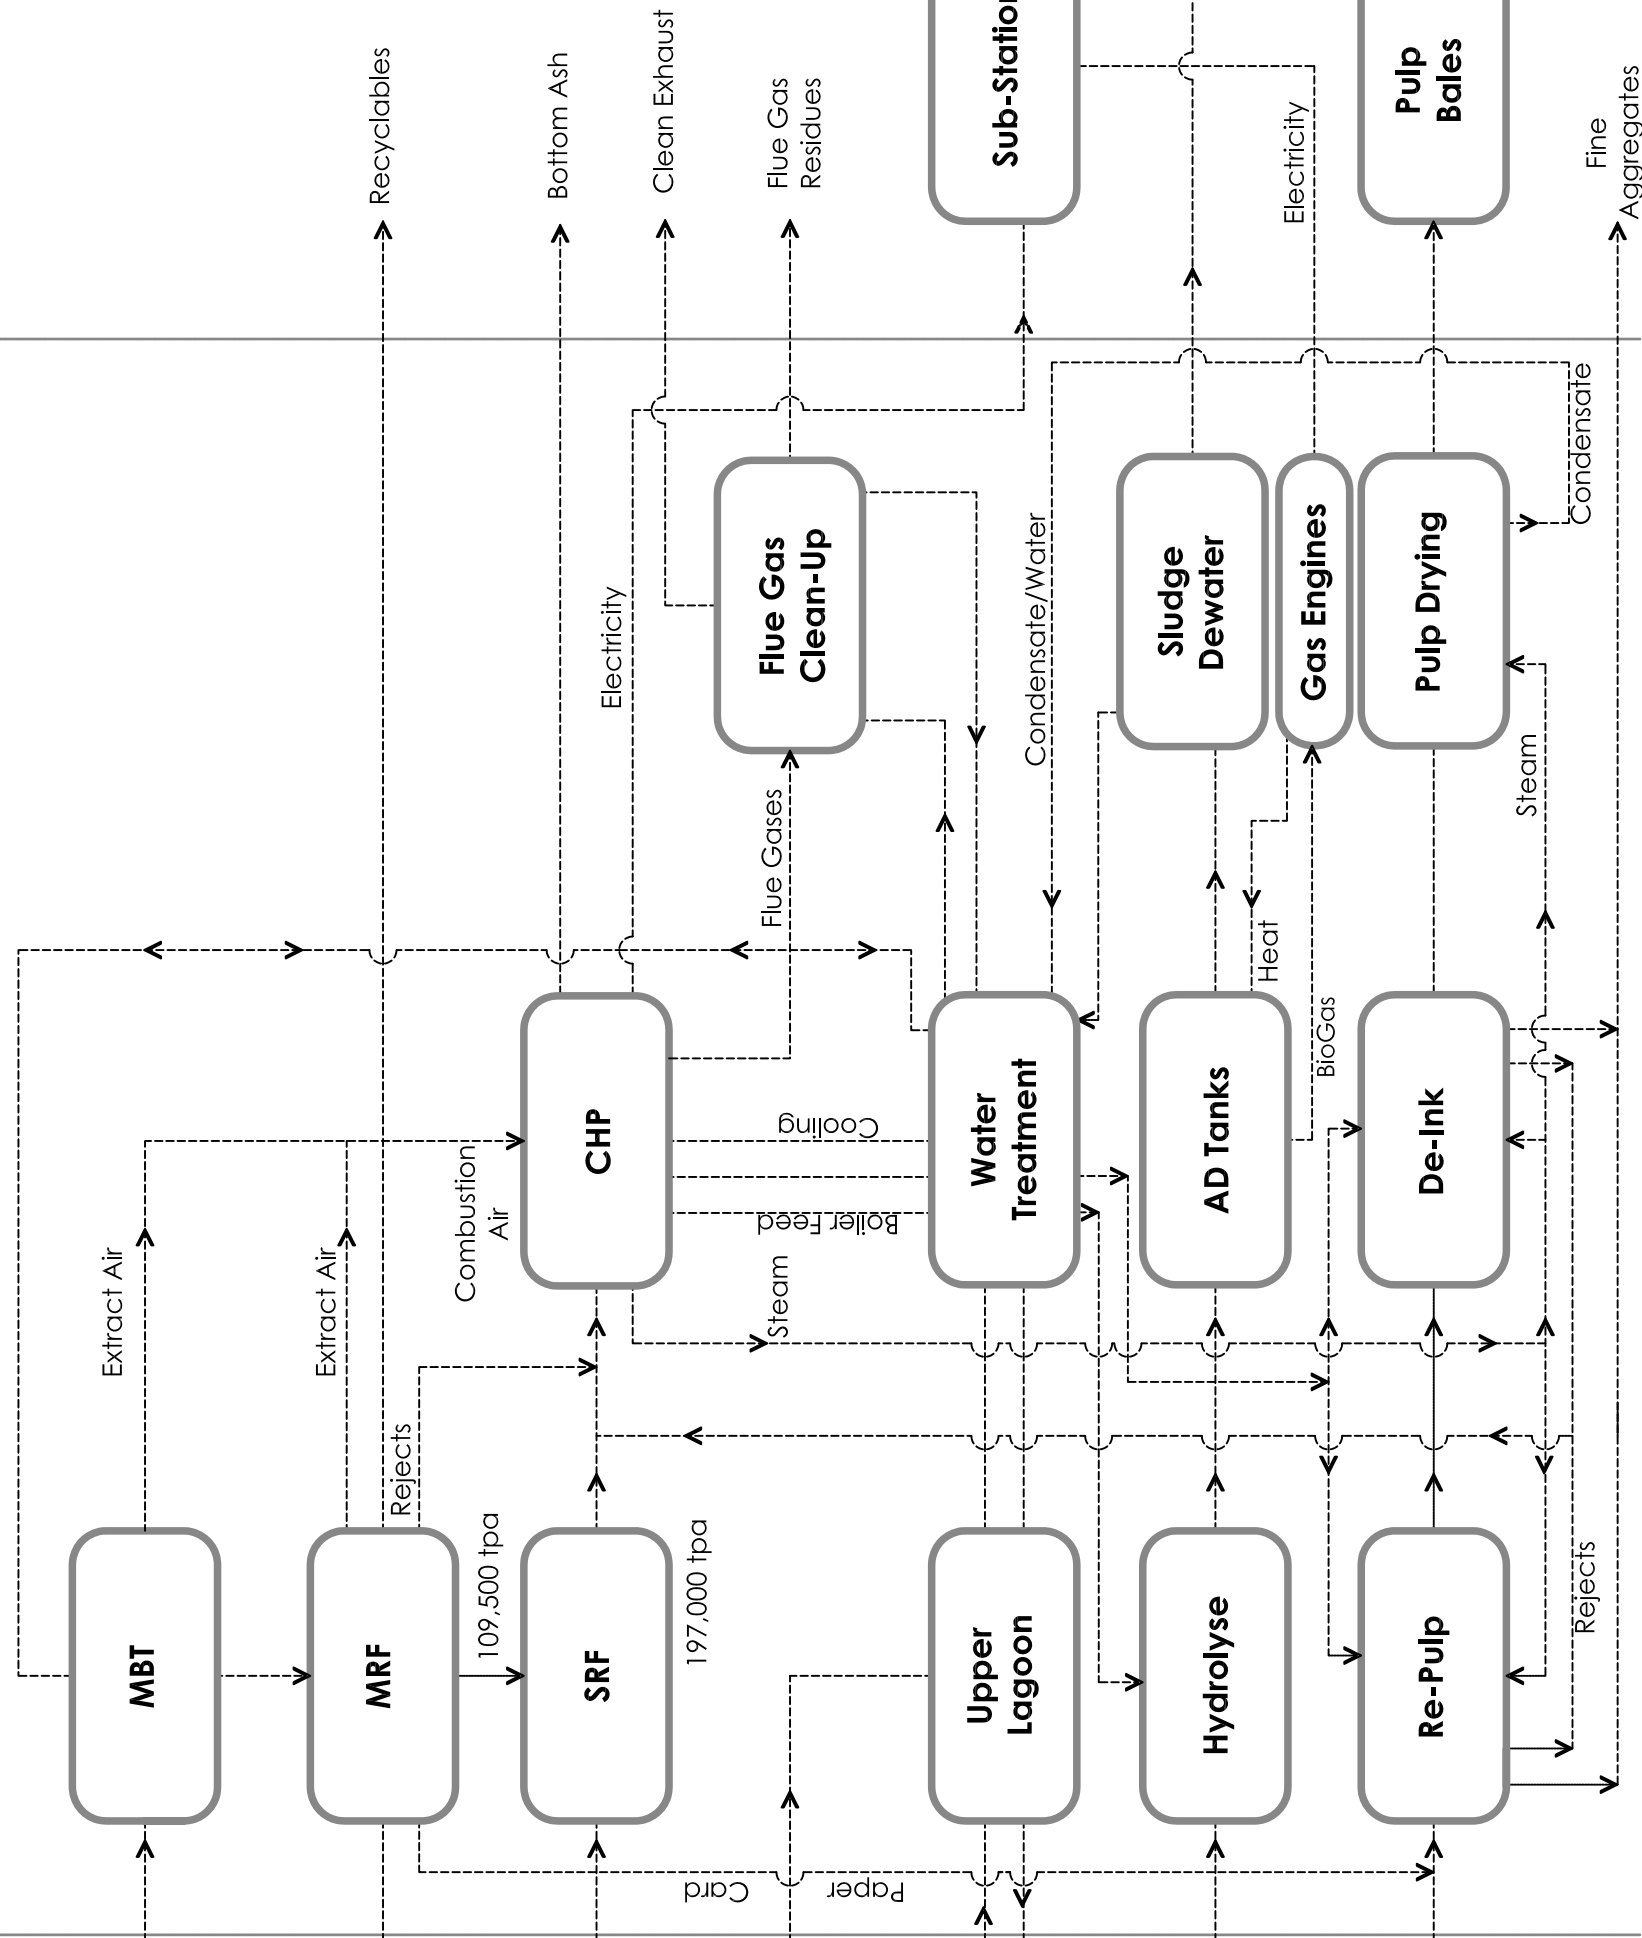 Recyclables
Bottom Ash
Clean Exhaust
Flue Gas
Residues
Sub-Station
Electricity
Pulp
Bales
Fine
Aggregates
Electricity
Flue Gas
Clean-Up
Condensate/Water
Sludge
Dewater
Gas Engines
Pulp Drying
Condensate
Flue Gases
Heat
BioGas
Steam
Extract Air
Extract Air
Combustion
Air
CHP
Cooling
Boiler Feed
Steam
Water
Treatment
AD Tanks
De-Ink
Rejects
MBT
MRF
109,500 tpa
SRF
197,000 tpa
Upper
Lagoon
Hydrolyse
Re-Pulp
Rejects
Card
Paper